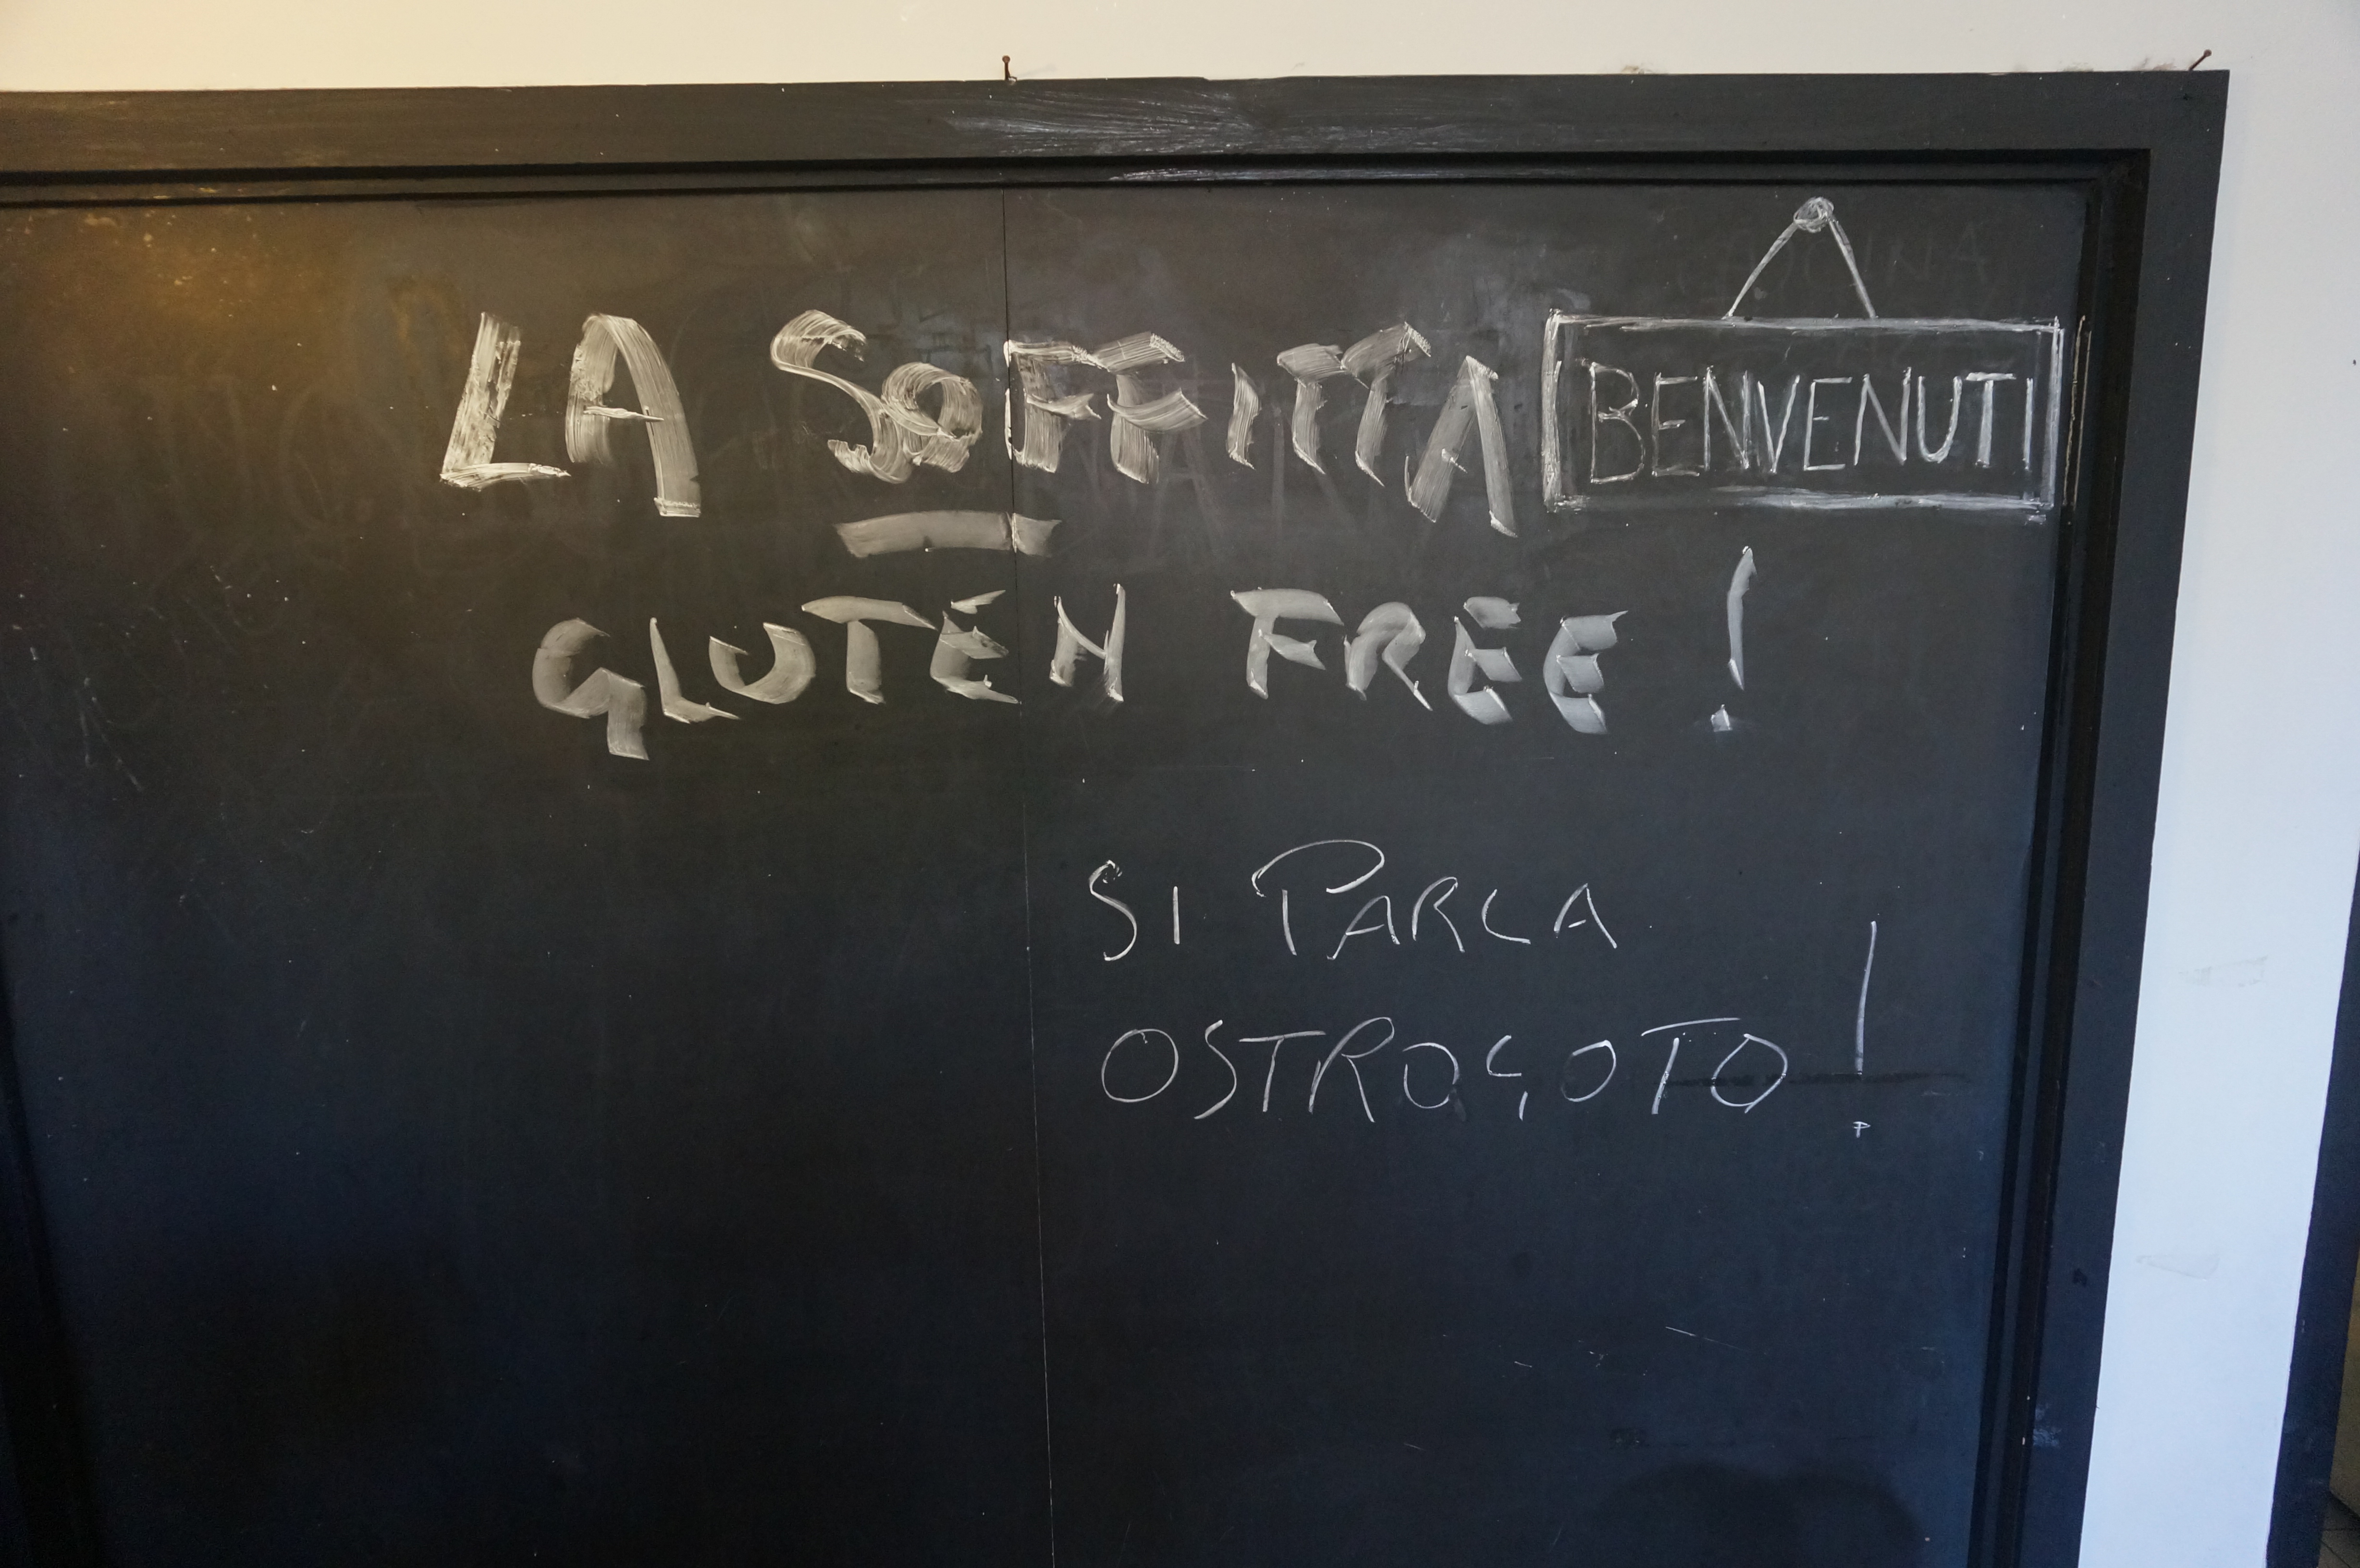 LA SOFFITTA
BENVENUTI
GLUTEN FREE!
SI PARLA
OSTROGOTO!